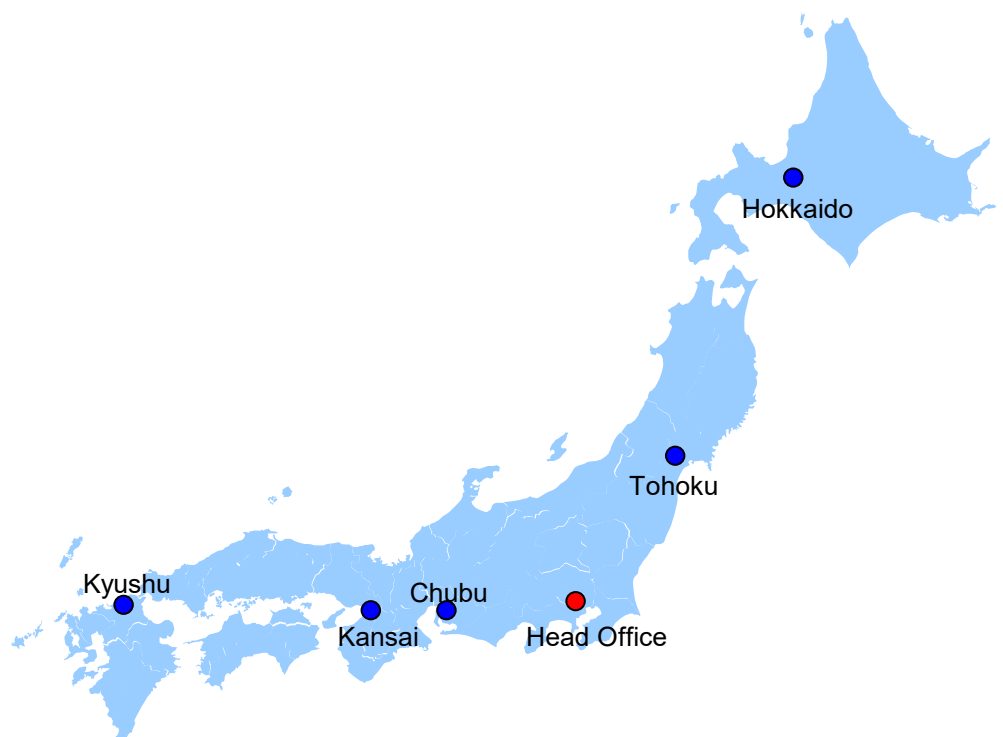 Hokkaido
Tohoku
Kyushu
Chubu
Kansai
Head Office